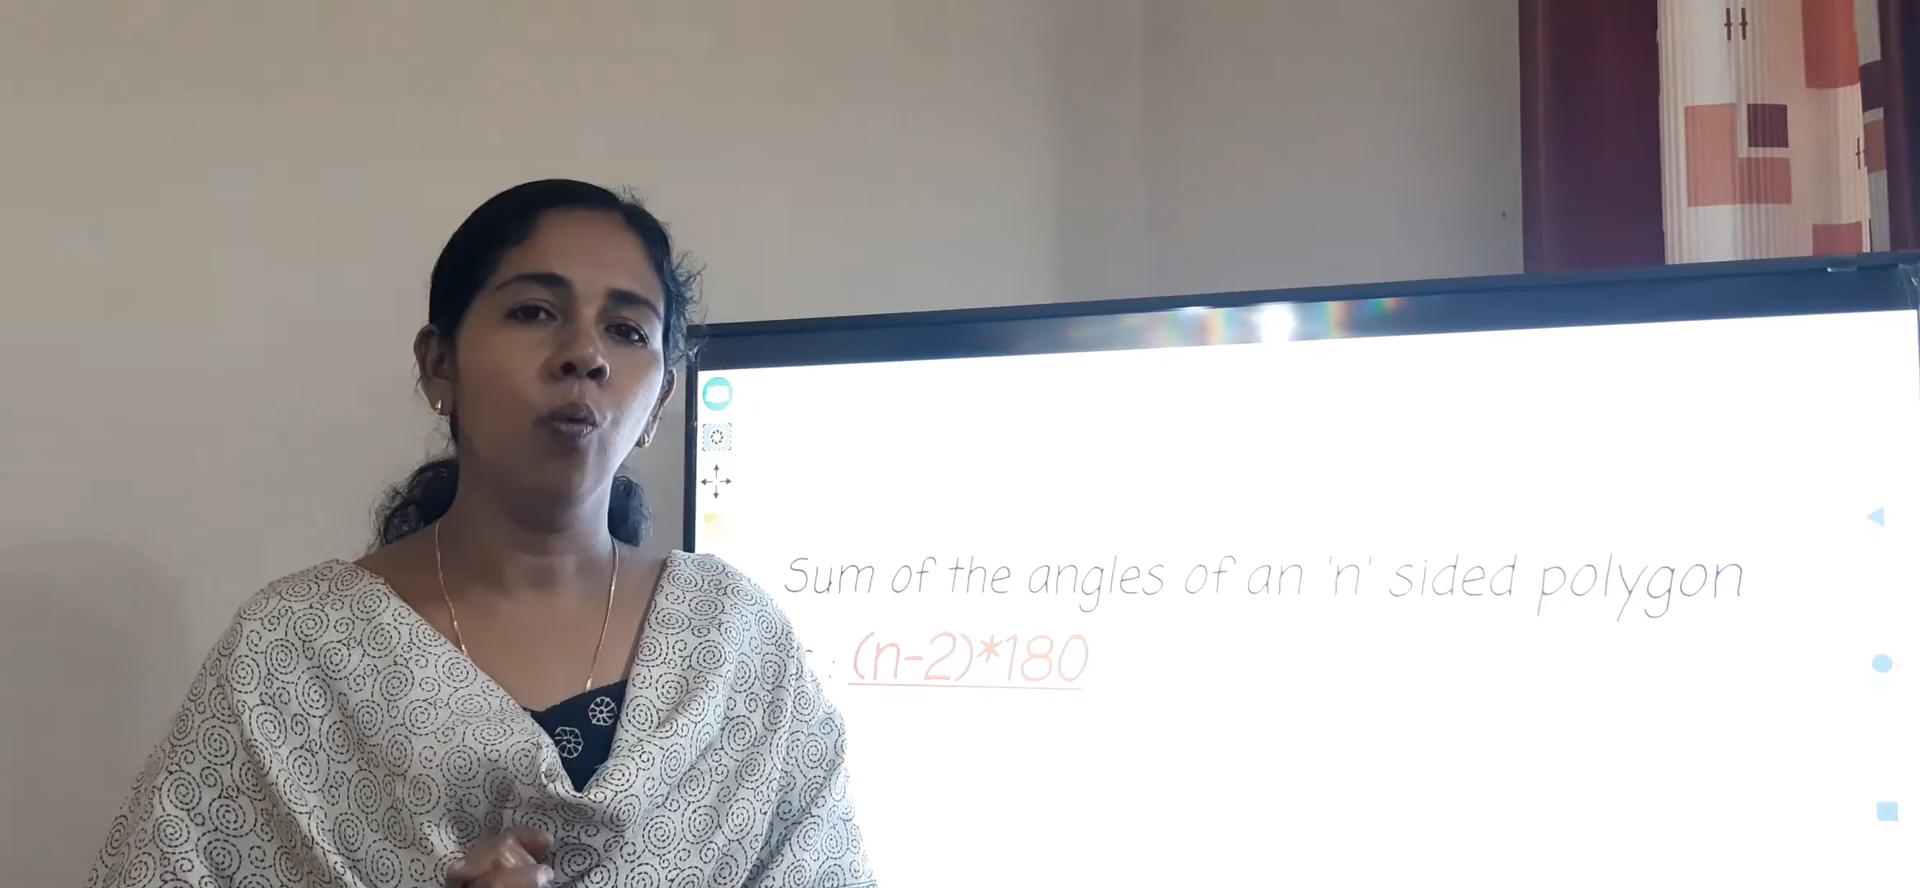 Sum of the angles of an 'n' sided polygon
: (n-2)*180